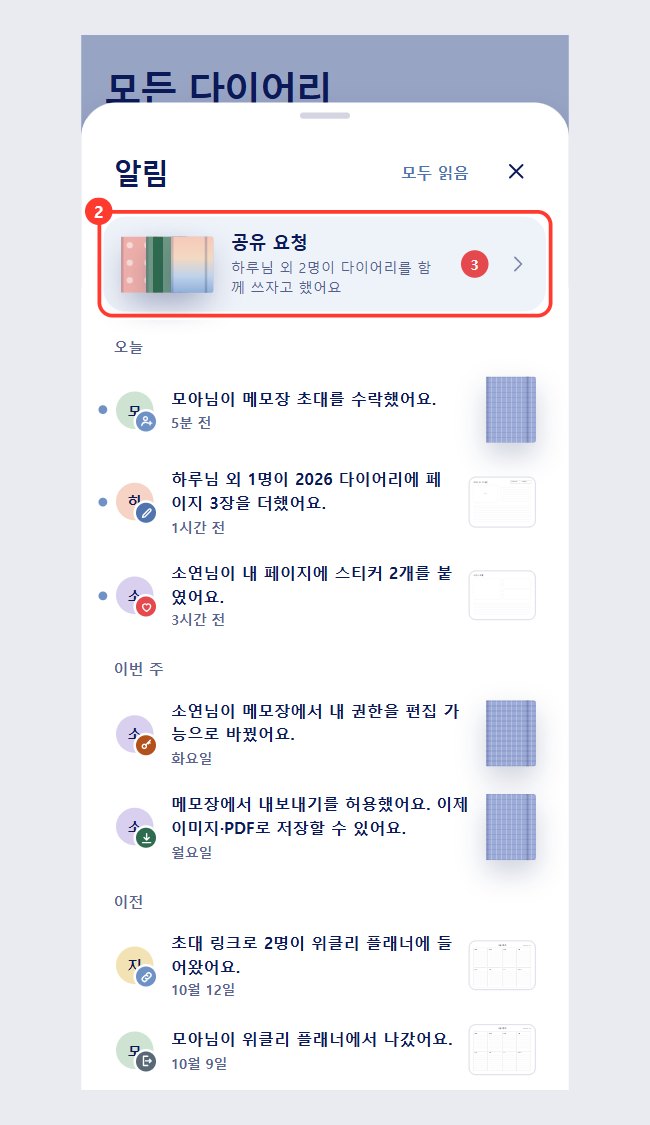 모든 다이어리
알림
모두 읽음
2
공유 요청
하루님 외 2명이 다이어리를 함
께 쓰자고 했어요
3
오늘
모
모아님이 메모장 초대를 수락했어요.
5분 전
하루님 외 1명이 2026 다이어리에 페
이지 3장을 더했어요.
1시간 전
소
소연님이 내 페이지에 스티커 2개를 붙
였어요.
3시간 전
이번 주
소
소연님이 메모장에서 내 권한을 편집 가
능으로 바꿨어요.
화요일
소
메모장에서 내보내기를 허용했어요. 이제
이미지·PDF로 저장할 수 있어요.
월요일
이전
지
초대 링크로 2명이 위클리 플래너에 들
어왔어요.
10월 12일
모
모아님이 위클리 플래너에서 나갔어요.
10월 9일